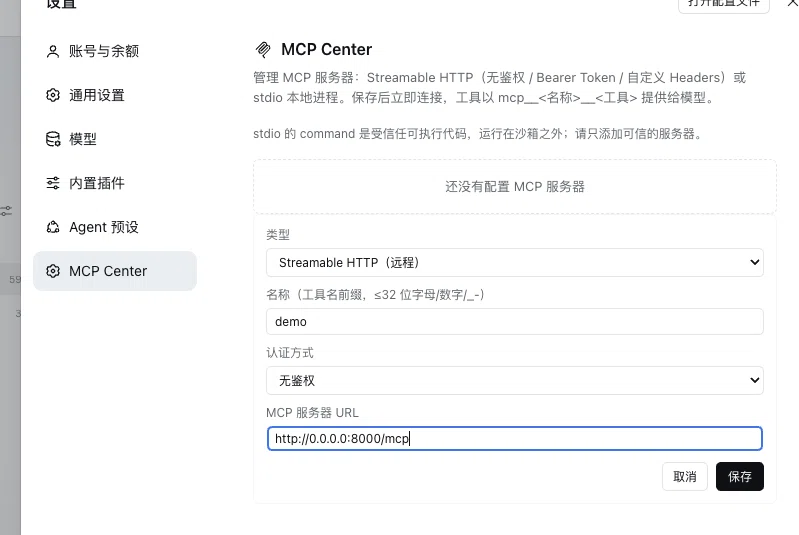 设置
打开配置文件
账号与余额
通用设置
模型
内置插件
Agent 预设
MCP Center
59
3
MCP Center
管理 MCP 服务器：Streamable HTTP（无鉴权 / Bearer Token / 自定义 Headers）或
stdio 本地进程。保存后立即连接，工具以 mcp__<名称>__<工具> 提供给模型。
stdio 的 command 是受信任可执行代码，运行在沙箱之外；请只添加可信的服务器。
还没有配置 MCP 服务器
类型
Streamable HTTP（远程）
名称（工具名前缀，≤32 位字母/数字/_-）
demo
认证方式
无鉴权
MCP 服务器 URL
http://0.0.0.0:8000/mcp
取消
保存